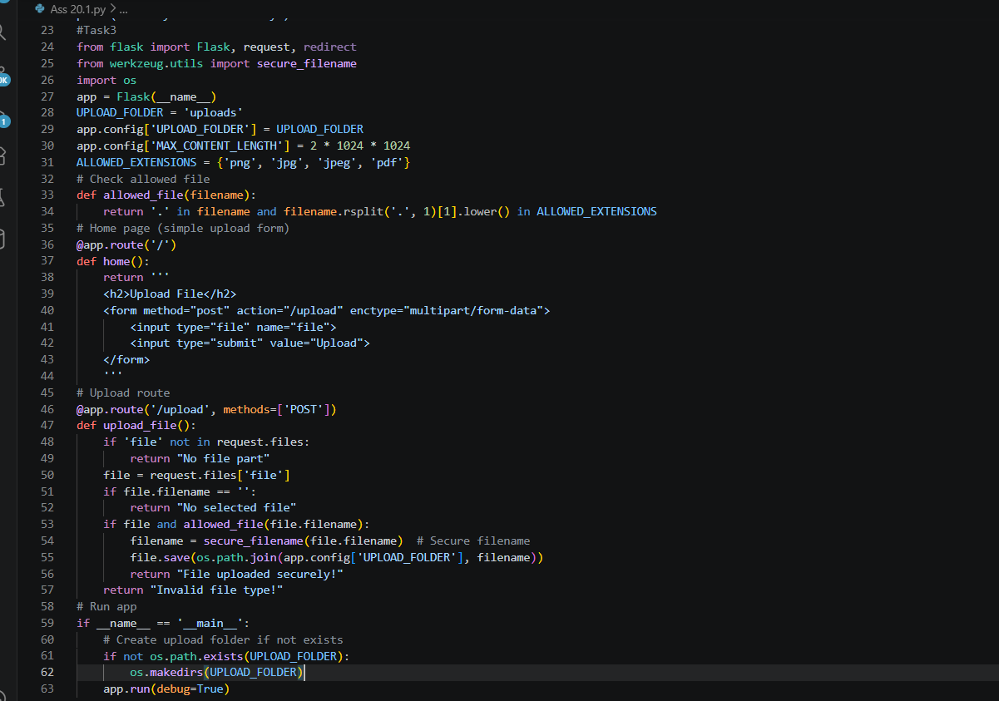 Ass 20.1.py > ...
23 #Task3
24 from flask import Flask, request, redirect
25 from werkzeug.utils import secure_filename
26 import os
27 app = Flask(__name__)
28 UPLOAD_FOLDER = 'uploads'
29 app.config['UPLOAD_FOLDER'] = UPLOAD_FOLDER
30 app.config['MAX_CONTENT_LENGTH'] = 2 * 1024 * 1024
31 ALLOWED_EXTENSIONS = {'png', 'jpg', 'jpeg', 'pdf'}
32 # Check allowed file
33 def allowed_file(filename):
34     return '.' in filename and filename.rsplit('.', 1)[1].lower() in ALLOWED_EXTENSIONS
35 # Home page (simple upload form)
36 @app.route('/')
37 def home():
38     return '''
39     <h2>Upload File</h2>
40     <form method="post" action="/upload" enctype="multipart/form-data">
41         <input type="file" name="file">
42         <input type="submit" value="Upload">
43     </form>
44     '''
45 # Upload route
46 @app.route('/upload', methods=['POST'])
47 def upload_file():
48     if 'file' not in request.files:
49         return "No file part"
50     file = request.files['file']
51     if file.filename == '':
52         return "No selected file"
53     if file and allowed_file(file.filename):
54         filename = secure_filename(file.filename)  # Secure filename
55         file.save(os.path.join(app.config['UPLOAD_FOLDER'], filename))
56         return "File uploaded securely!"
57     return "Invalid file type!"
58 # Run app
59 if __name__ == '__main__':
60     # Create upload folder if not exists
61     if not os.path.exists(UPLOAD_FOLDER):
62         os.makedirs(UPLOAD_FOLDER)
63     app.run(debug=True)